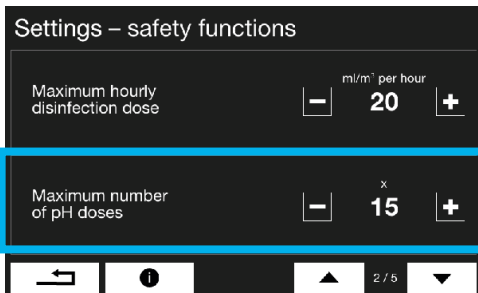 Settings – safety functions
ml/m³ per hour
Maximum hourly
disinfection dose
− 20 +
x
Maximum number
of pH doses
− 15 +
2/5